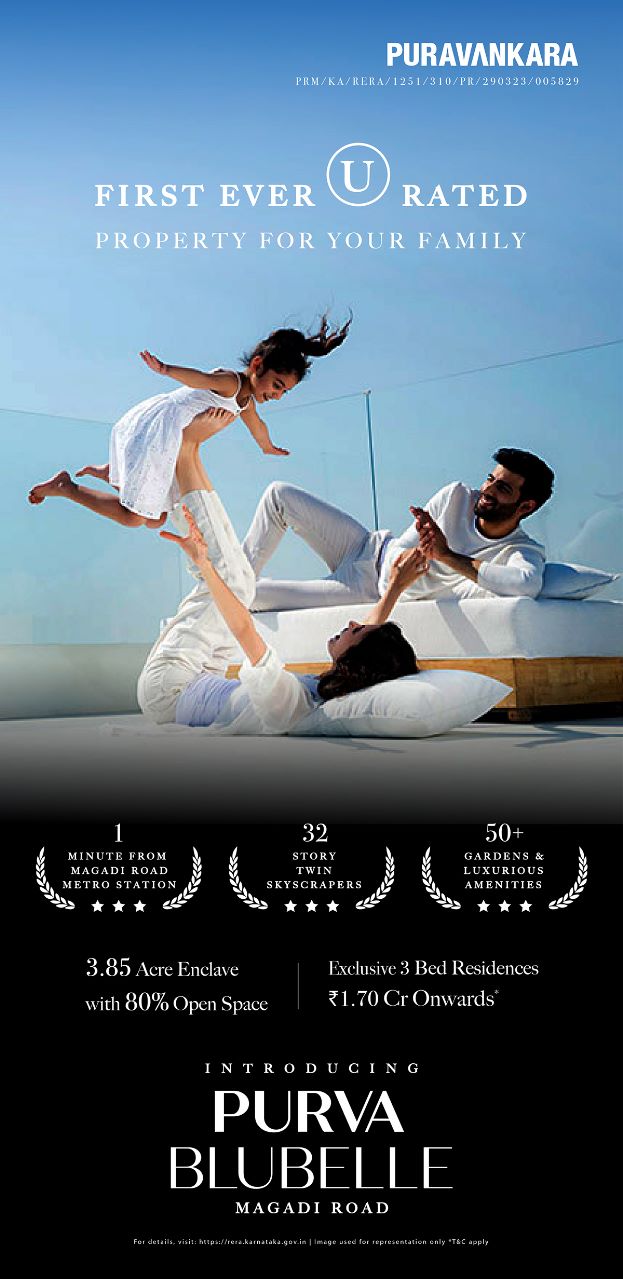 PURAVANKARA
PRM/KA/RERA/1251/310/PR/290323/005829
FIRST EVER U RATED
PROPERTY FOR YOUR FAMILY
1
MINUTE FROM
MAGADI ROAD
METRO STATION
32
STORY
TWIN
SKYSCRAPERS
50+
GARDENS &
LUXURIOUS
AMENITIES
3.85 Acre Enclave
with 80% Open Space
Exclusive 3 Bed Residences
₹1.70 Cr Onwards*
INTRODUCING
PURVA
BLUBELLE
MAGADI ROAD
For details, visit: https://rera.karnataka.gov.in | Image used for representation only *T&C apply